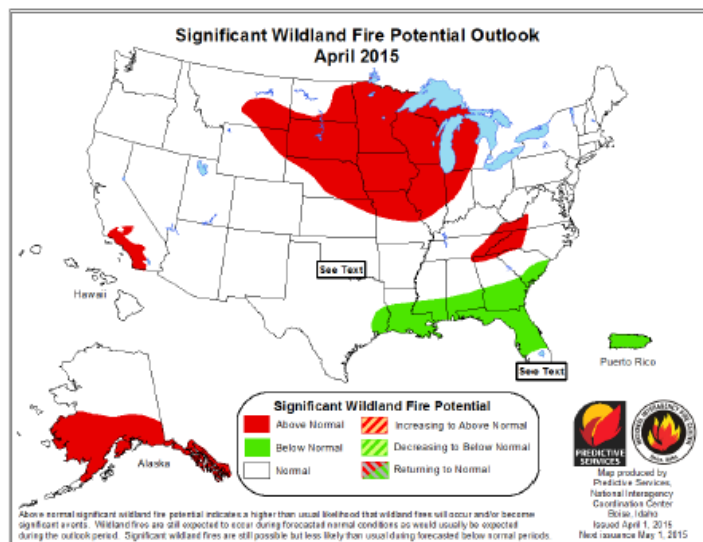 Significant Wildland Fire Potential Outlook
April 2015
See Text
Hawaii
Puerto Rico
See Text
Alaska
Significant Wildland Fire Potential
Above Normal
Increasing to Above Normal
Below Normal
Decreasing to Below Normal
Normal
Returning to Normal
PREDICTIVE
SERVICES
Map produced by
Predictive Services,
National Interagency
Coordination Center
Boise, Idaho
Issued April 1, 2015
Next issuance May 1, 2015
Above normal significant wildland fire potential indicates a higher than usual likelihood that wildland fires will occur and/or become
significant events. Wildland fires are still expected to occur during forecasted normal conditions as would usually be expected
during the outlook period. Significant wildland fires are still possible but less likely than usual during forecasted below normal periods.